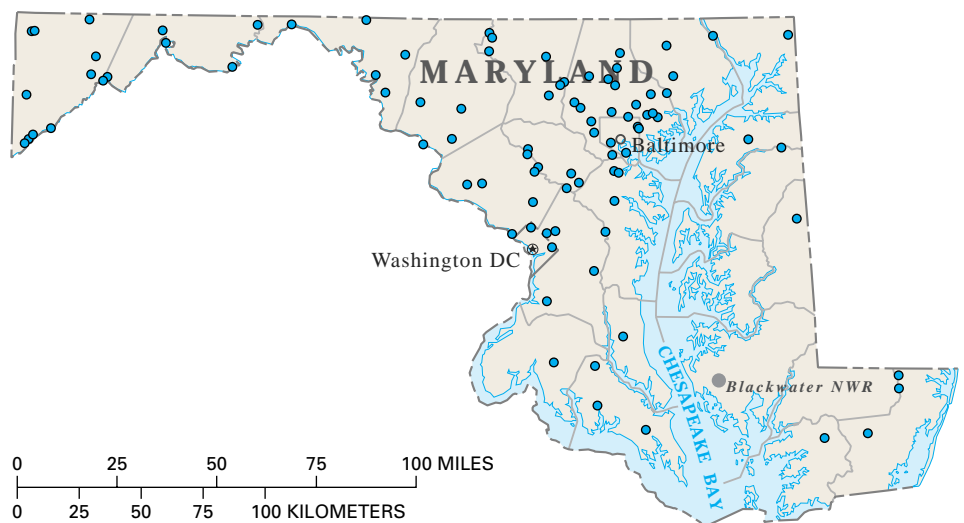 MARYLAND
Baltimore
Washington DC
CHESAPEAKE BAY
Blackwater NWR
0 25 50 75 100 MILES
0 25 50 75 100 KILOMETERS